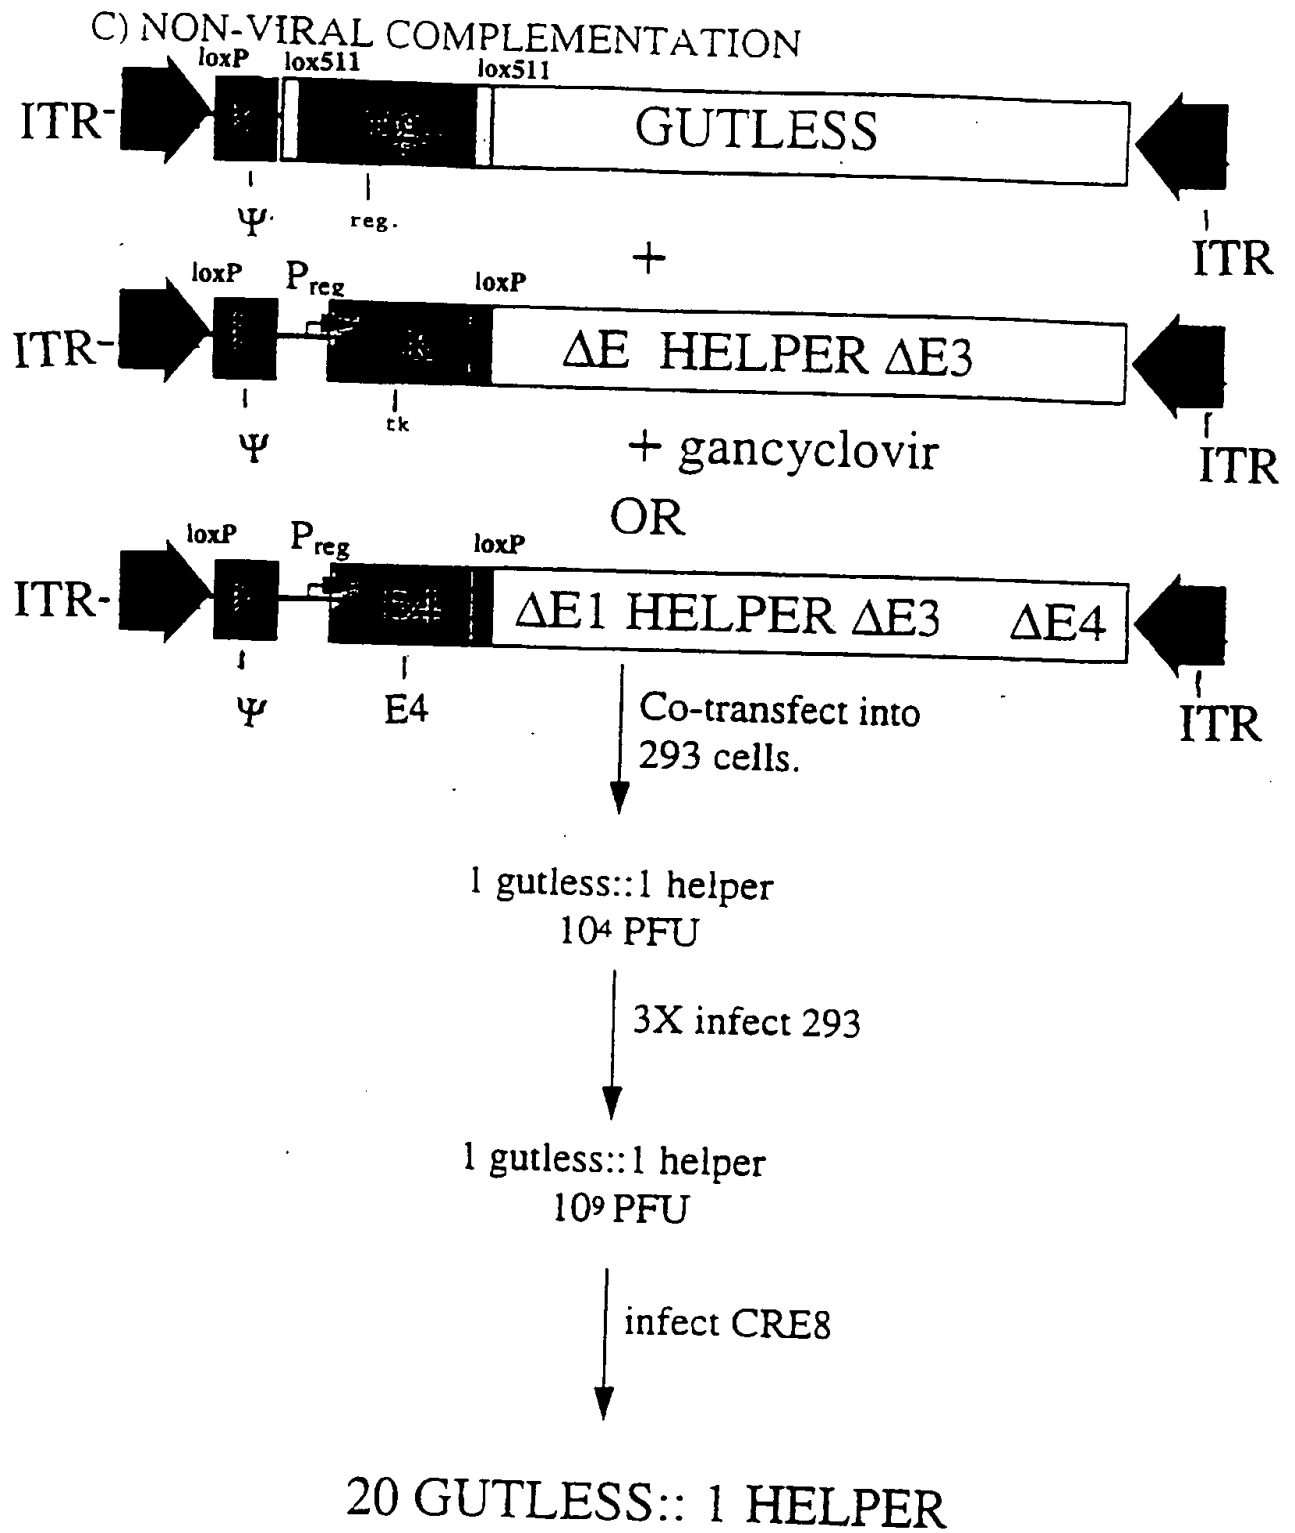 C) NON-VIRAL COMPLEMENTATION
loxP lox511 lox511
ITR- GUTLESS
Ψ reg. ITR
+
loxP Preg loxP
ITR- ΔE HELPER ΔE3
Ψ tk ITR
+ gancyclovir
OR
loxP Preg loxP
ITR- E4 ΔE1 HELPER ΔE3 ΔE4
Ψ E4 ITR
Co-transfect into
293 cells.
1 gutless::1 helper
10⁴ PFU
3X infect 293
1 gutless::1 helper
10⁹ PFU
infect CRE8
20 GUTLESS:: 1 HELPER